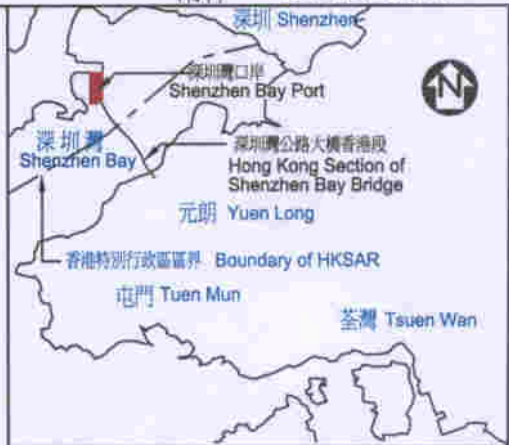 深圳 Shenzhen
深圳灣口岸
Shenzhen Bay Port
N
深圳灣
Shenzhen Bay
深圳灣公路大橋香港段
Hong Kong Section of
Shenzhen Bay Bridge
元朗 Yuen Long
香港特別行政區區界 Boundary of HKSAR
屯門 Tuen Mun
荃灣 Tsuen Wan